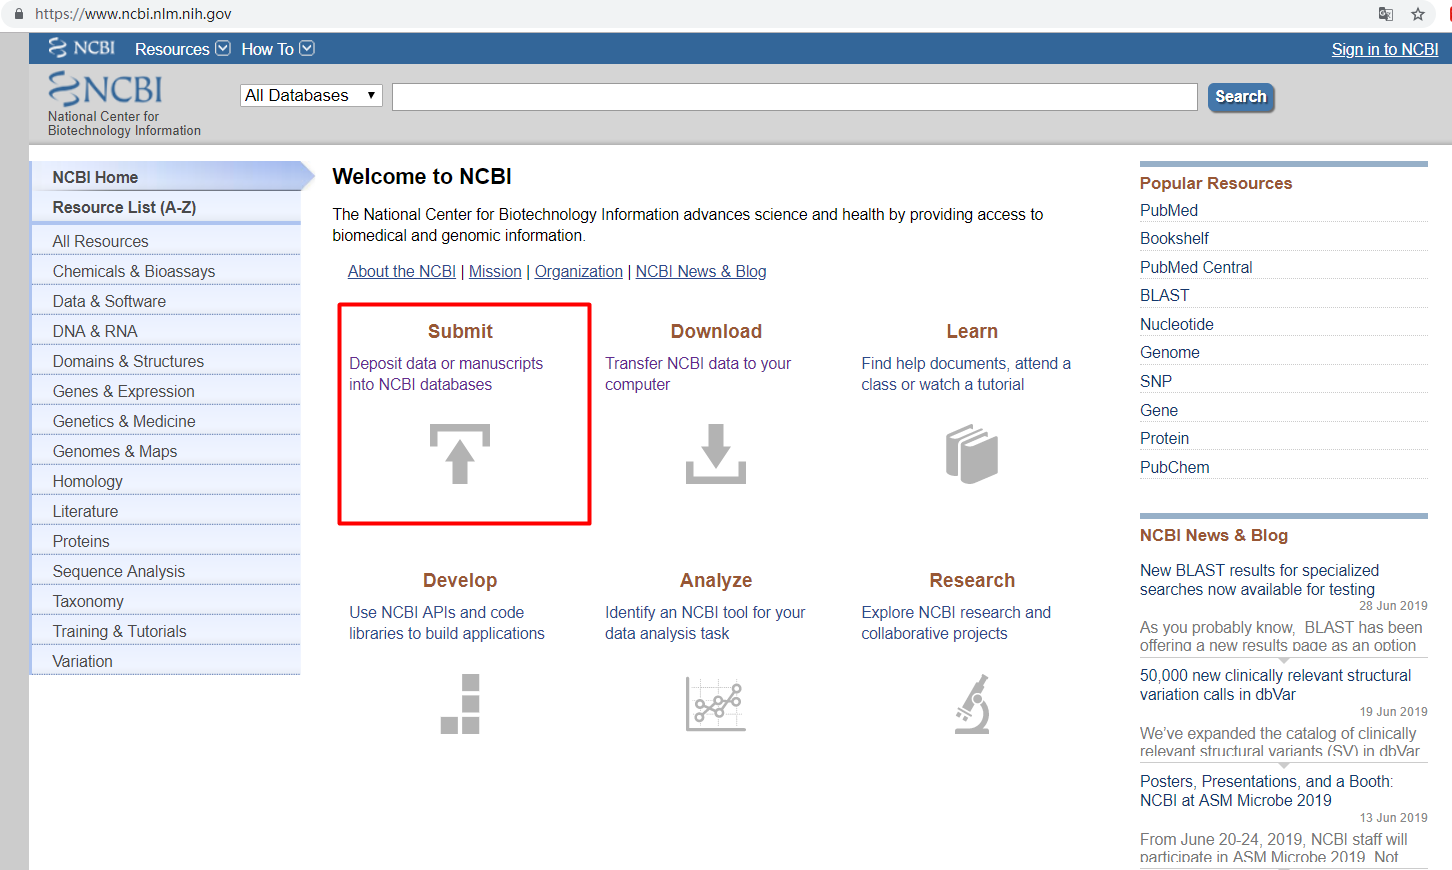 https://www.ncbi.nlm.nih.gov
NCBI Resources How To Sign in to NCBI
NCBI
National Center for
Biotechnology Information
All Databases
Search
NCBI Home
Resource List (A-Z)
All Resources
Chemicals & Bioassays
Data & Software
DNA & RNA
Domains & Structures
Genes & Expression
Genetics & Medicine
Genomes & Maps
Homology
Literature
Proteins
Sequence Analysis
Taxonomy
Training & Tutorials
Variation
Welcome to NCBI
The National Center for Biotechnology Information advances science and health by providing access to
biomedical and genomic information.
About the NCBI | Mission | Organization | NCBI News & Blog
Submit
Deposit data or manuscripts
into NCBI databases
Download
Transfer NCBI data to your
computer
Learn
Find help documents, attend a
class or watch a tutorial
Develop
Use NCBI APIs and code
libraries to build applications
Analyze
Identify an NCBI tool for your
data analysis task
Research
Explore NCBI research and
collaborative projects
Popular Resources
PubMed
Bookshelf
PubMed Central
BLAST
Nucleotide
Genome
SNP
Gene
Protein
PubChem
NCBI News & Blog
New BLAST results for specialized
searches now available for testing
28 Jun 2019
As you probably know, BLAST has been
offering a new results page as an option
50,000 new clinically relevant structural
variation calls in dbVar
19 Jun 2019
We've expanded the catalog of clinically
relevant structural variants (SV) in dbVar
Posters, Presentations, and a Booth:
NCBI at ASM Microbe 2019
13 Jun 2019
From June 20-24, 2019, NCBI staff will
participate in ASM Microbe 2019. Not